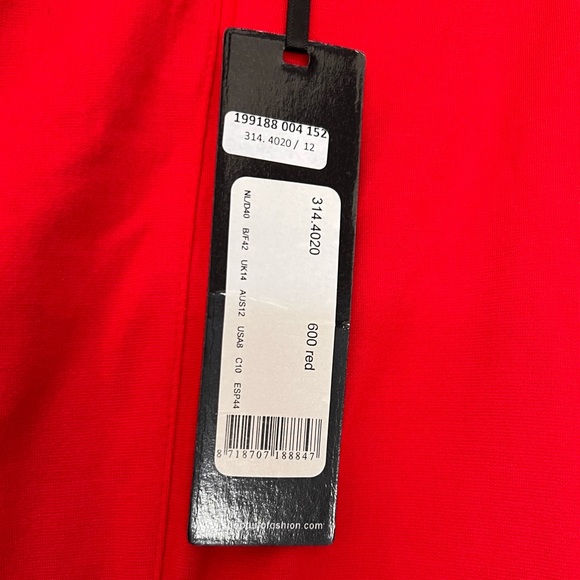 199188 004 152
314. 4020 / 12
314.4020 600 red
NL/D40 B/F42 UK14 AUS12 USA8 C10 ESP44
8 718707 188847